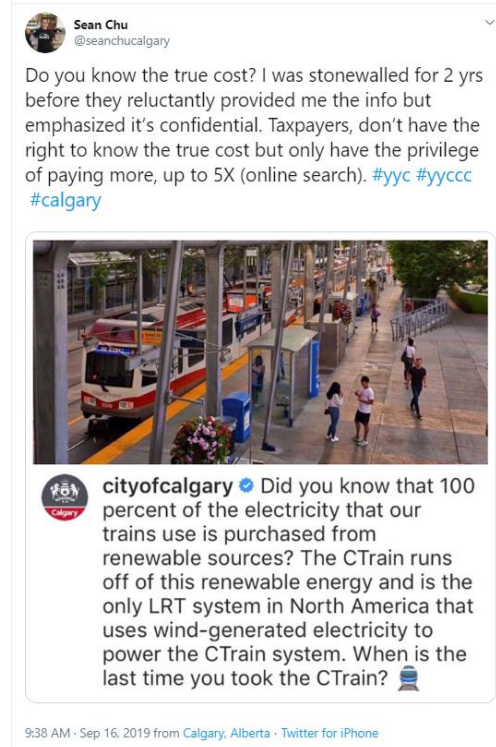 Sean Chu
@seanchucalgary
Do you know the true cost? I was stonewalled for 2 yrs
before they reluctantly provided me the info but
emphasized it's confidential. Taxpayers, don't have the
right to know the true cost but only have the privilege
of paying more, up to 5X (online search). #yyc #yyccc
#calgary
Calgary
cityofcalgary Did you know that 100
percent of the electricity that our
trains use is purchased from
renewable sources? The CTrain runs
off of this renewable energy and is the
only LRT system in North America that
uses wind-generated electricity to
power the CTrain system. When is the
last time you took the CTrain?
9:38 AM · Sep 16, 2019 from Calgary, Alberta · Twitter for iPhone